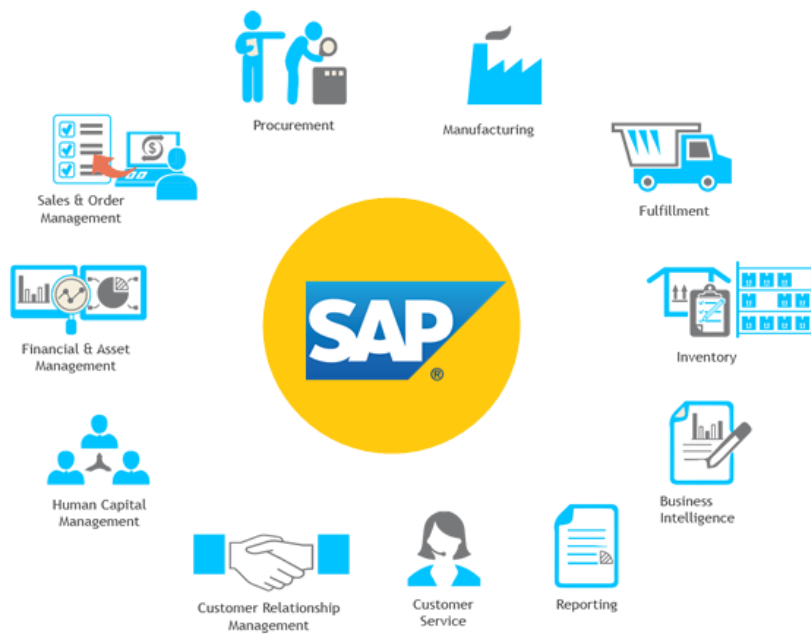 Procurement
Manufacturing
Sales & Order
Management
Fulfillment
SAP
®
Financial & Asset
Management
Inventory
Human Capital
Management
Business
Intelligence
Customer Relationship
Management
Customer
Service
Reporting